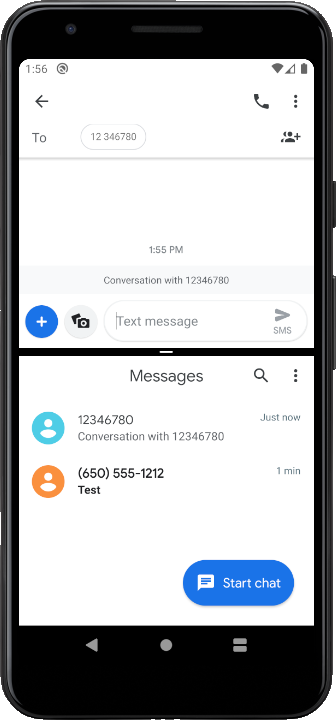 1:56
To
12 346780
1:55 PM
Conversation with 12346780
Text message
SMS
Messages
12346780
Just now
Conversation with 12346780
(650) 555-1212
1 min
Test
Start chat